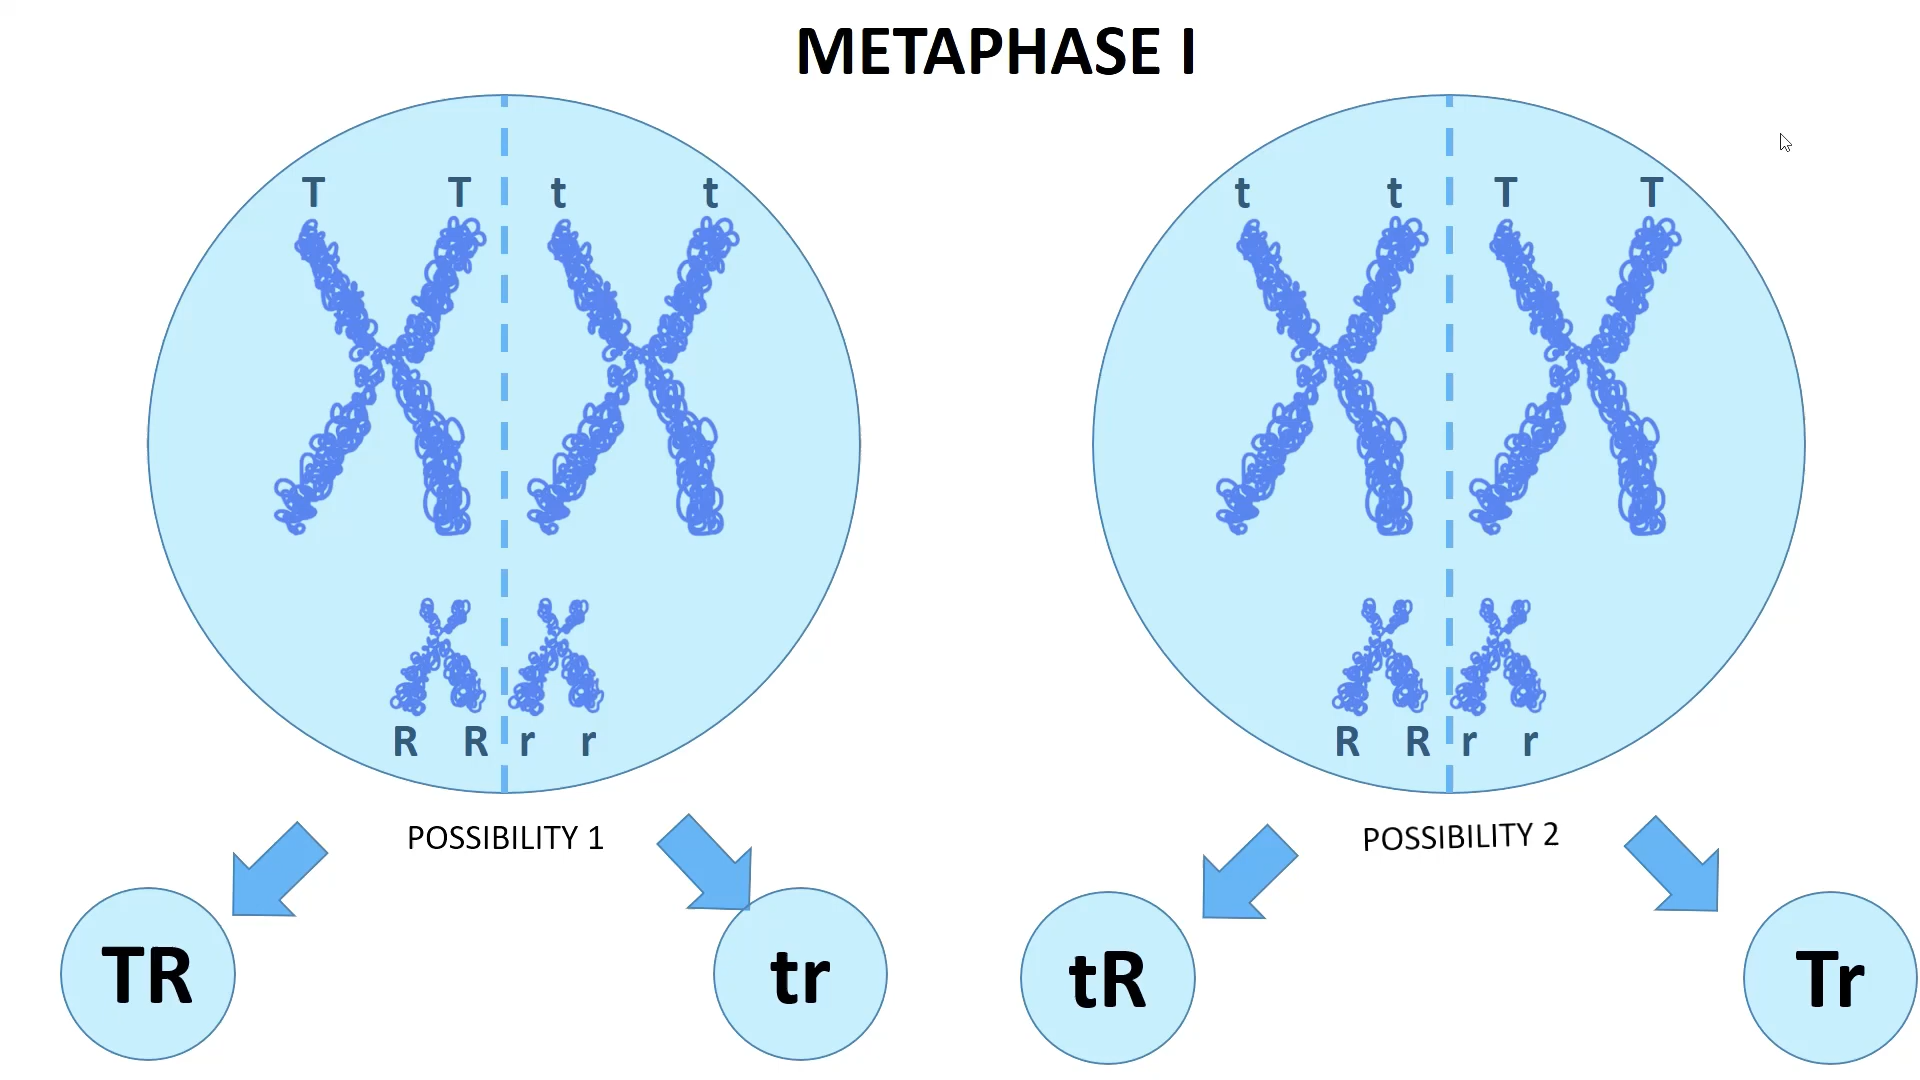 METAPHASE I
T T t t
R R r r
POSSIBILITY 1
TR tr
t t T T
R R r r
POSSIBILITY 2
tR Tr